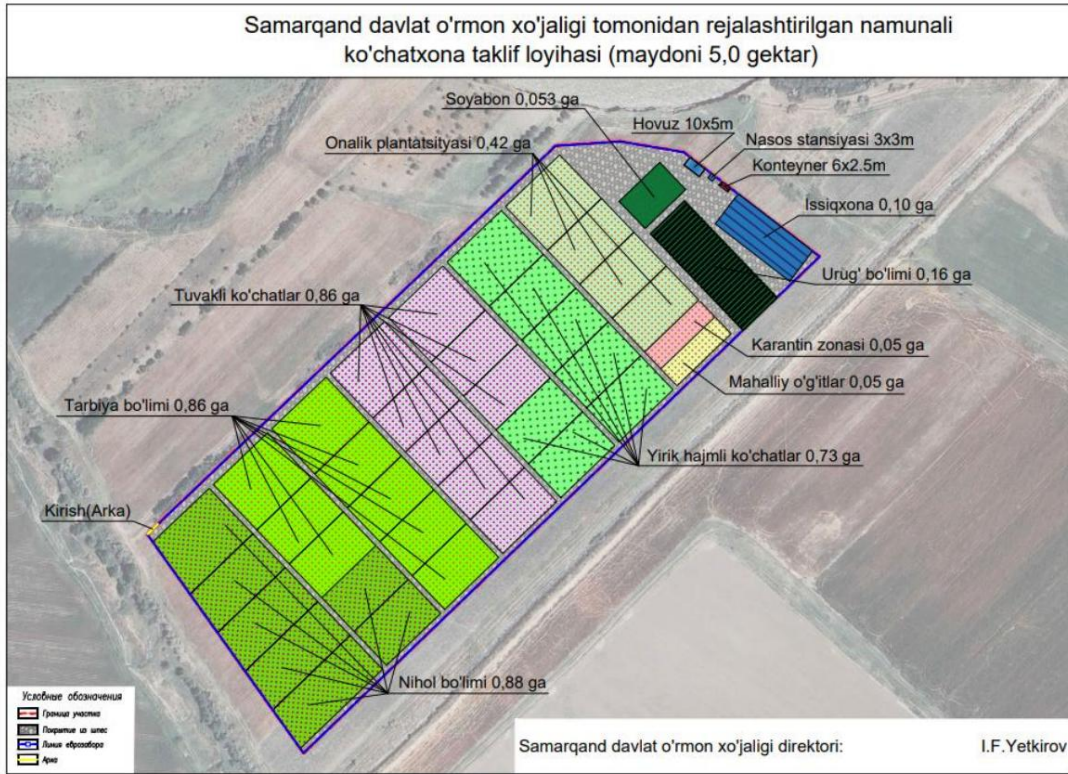 Samarqand davlat o'rmon xo'jaligi tomonidan rejalashtirilgan namunali
ko'chatxona taklif loyihasi (maydoni 5,0 gektar)
Soyabon 0,053 ga
Hovuz 10x5m
Onalik plantatsityasi 0,42 ga
Nasos stansiyasi 3x3m
Konteyner 6x2.5m
Issiqxona 0,10 ga
Urug' bo'limi 0,16 ga
Tuvakli ko'chatlar 0,86 ga
Karantin zonasi 0,05 ga
Mahalliy o'g'itlar 0,05 ga
Tarbiya bo'limi 0,86 ga
Yirik hajmli ko'chatlar 0,73 ga
Kirish(Arka)
Nihol bo'limi 0,88 ga
Условные обозначения
Граница участка
Покрытие из щпес
Линия еврозабора
Арка
Samarqand davlat o'rmon xo'jaligi direktori:
I.F.Yetkirov